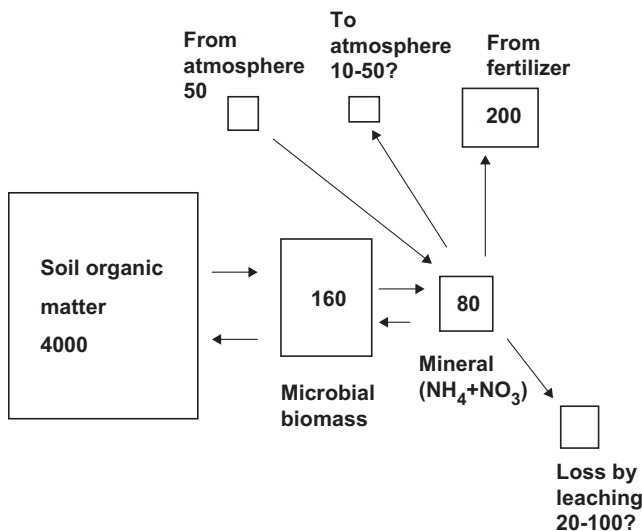 From
atmosphere
50
To
atmosphere
10-50?
From
fertilizer
200
Soil organic
matter
4000
160
80
Microbial
biomass
Mineral
(NH4+NO3)
Loss by
leaching
20-100?